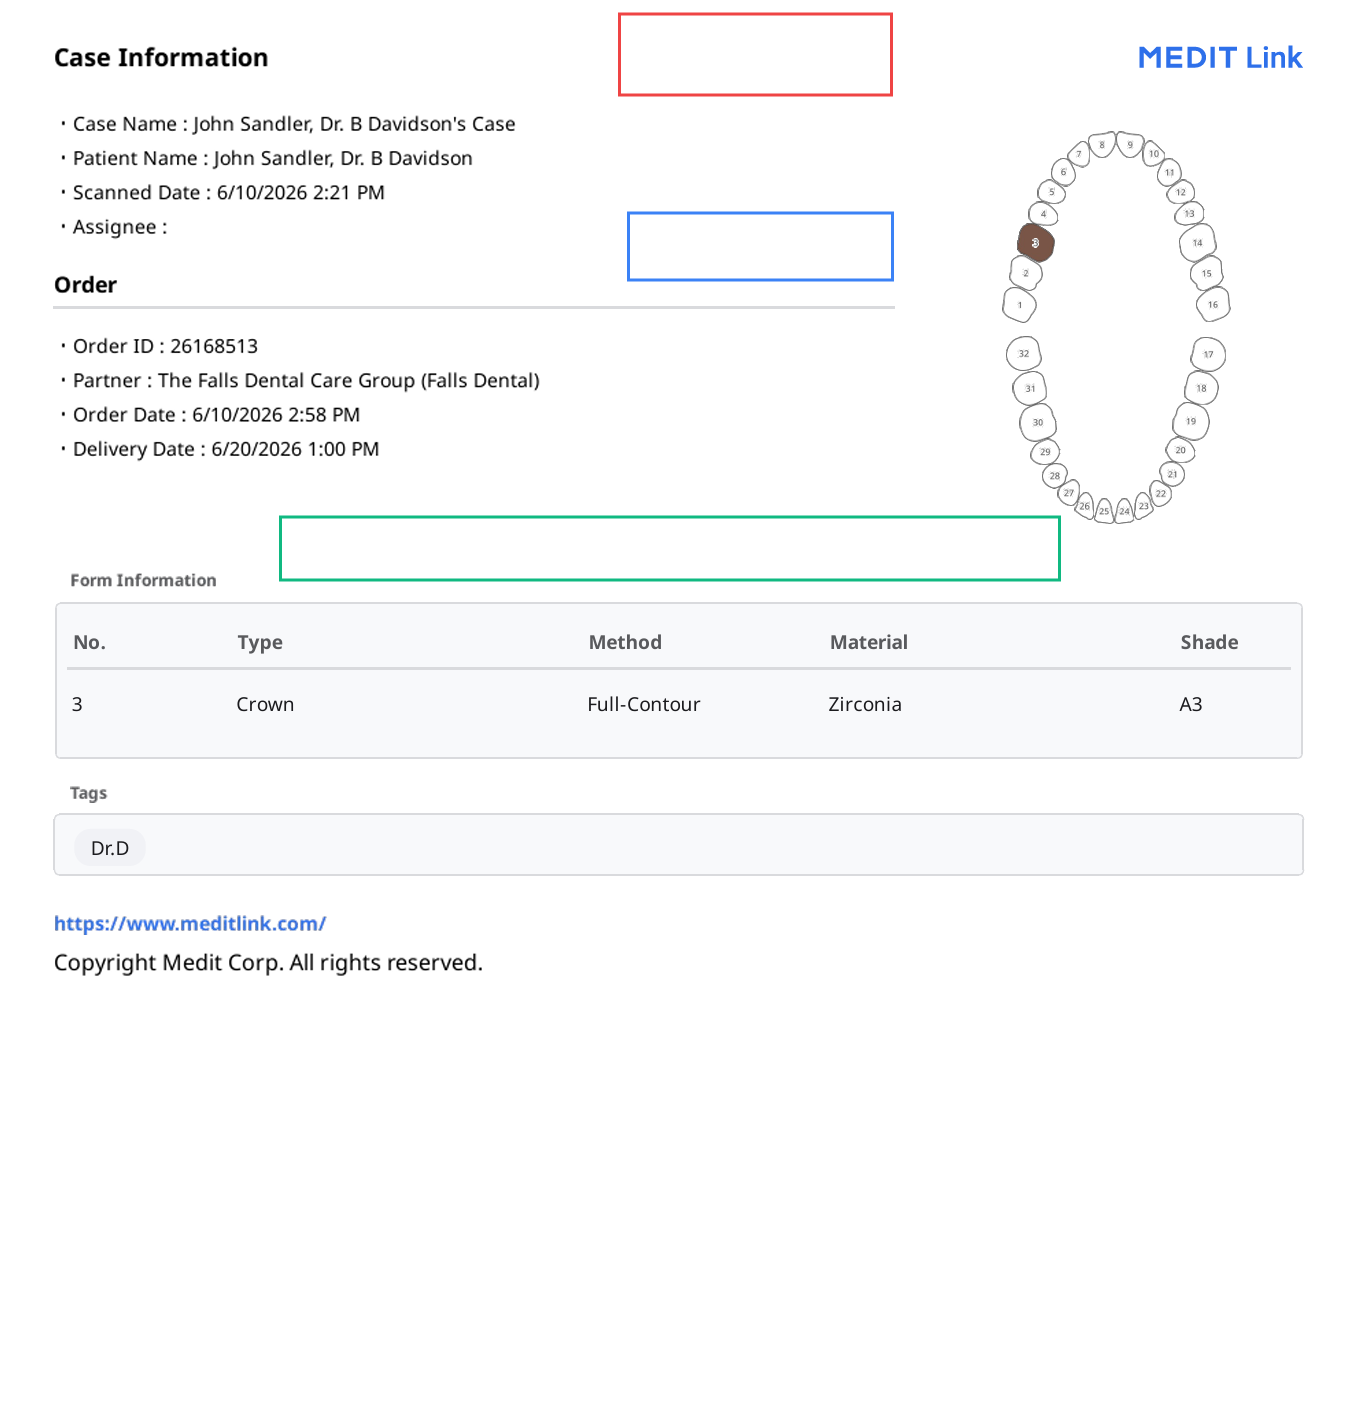 Case Information
MEDIT Link
· Case Name : John Sandler, Dr. B Davidson's Case
· Patient Name : John Sandler, Dr. B Davidson
· Scanned Date : 6/10/2026 2:21 PM
· Assignee :
Order
· Order ID : 26168513
· Partner : The Falls Dental Care Group (Falls Dental)
· Order Date : 6/10/2026 2:58 PM
· Delivery Date : 6/20/2026 1:00 PM
8 9
7 10
6 11
5 12
4 13
3 14
2 15
1 16
32 17
31 18
30 19
29 20
28 21
27 22
26 25 24 23
Form Information
No. Type Method Material Shade
3 Crown Full-Contour Zirconia A3
Tags
Dr.D
https://www.meditlink.com/
Copyright Medit Corp. All rights reserved.